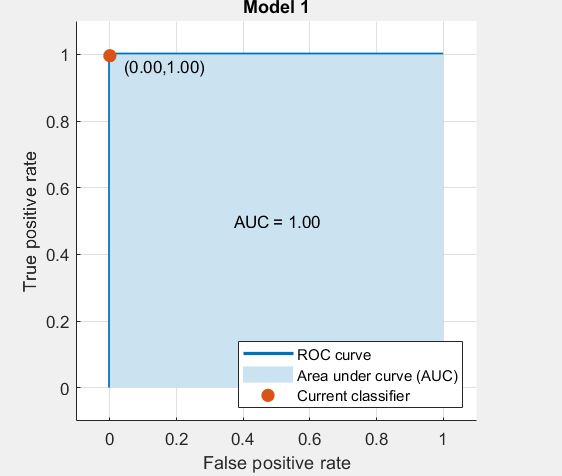 Model 1
1
(0.00,1.00)
0.8
0.6
AUC = 1.00
0.4
0.2
0
True positive rate
ROC curve
Area under curve (AUC)
Current classifier
0 0.2 0.4 0.6 0.8 1
False positive rate